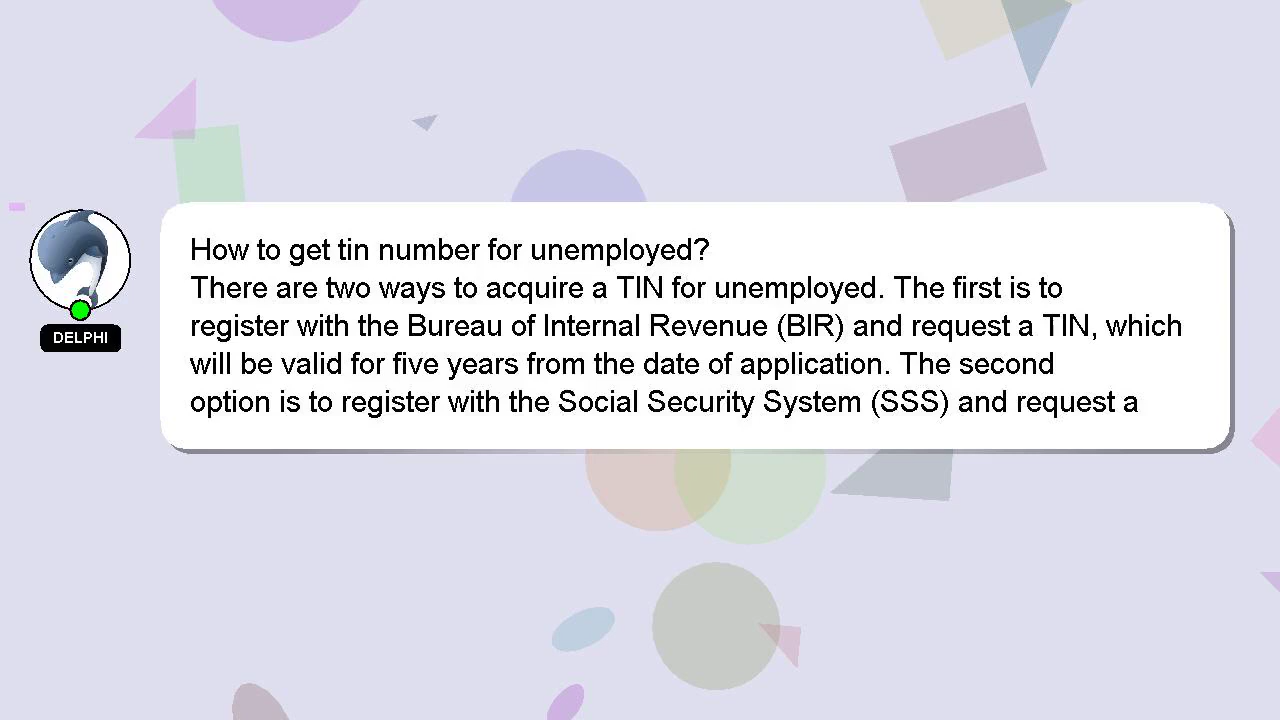 How to get tin number for unemployed?
There are two ways to acquire a TIN for unemployed. The first is to
register with the Bureau of Internal Revenue (BIR) and request a TIN, which
will be valid for five years from the date of application. The second
option is to register with the Social Security System (SSS) and request a
DELPHI